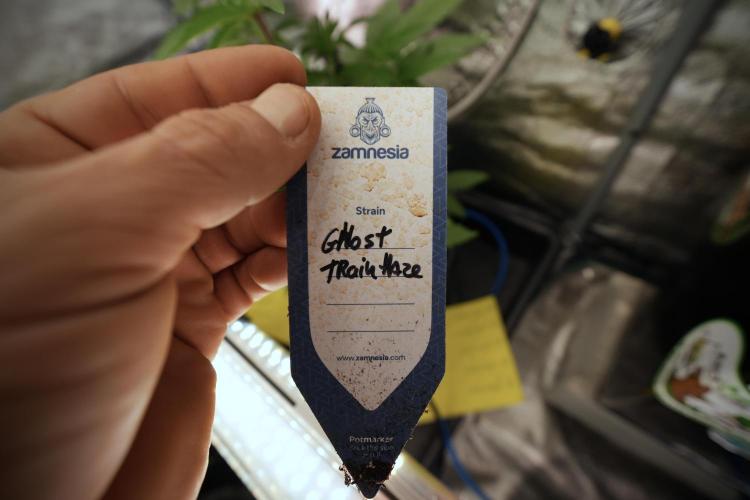 zamnesia
Strain
GHost
TRain Haze
www.zamnesia.com
Potmarker